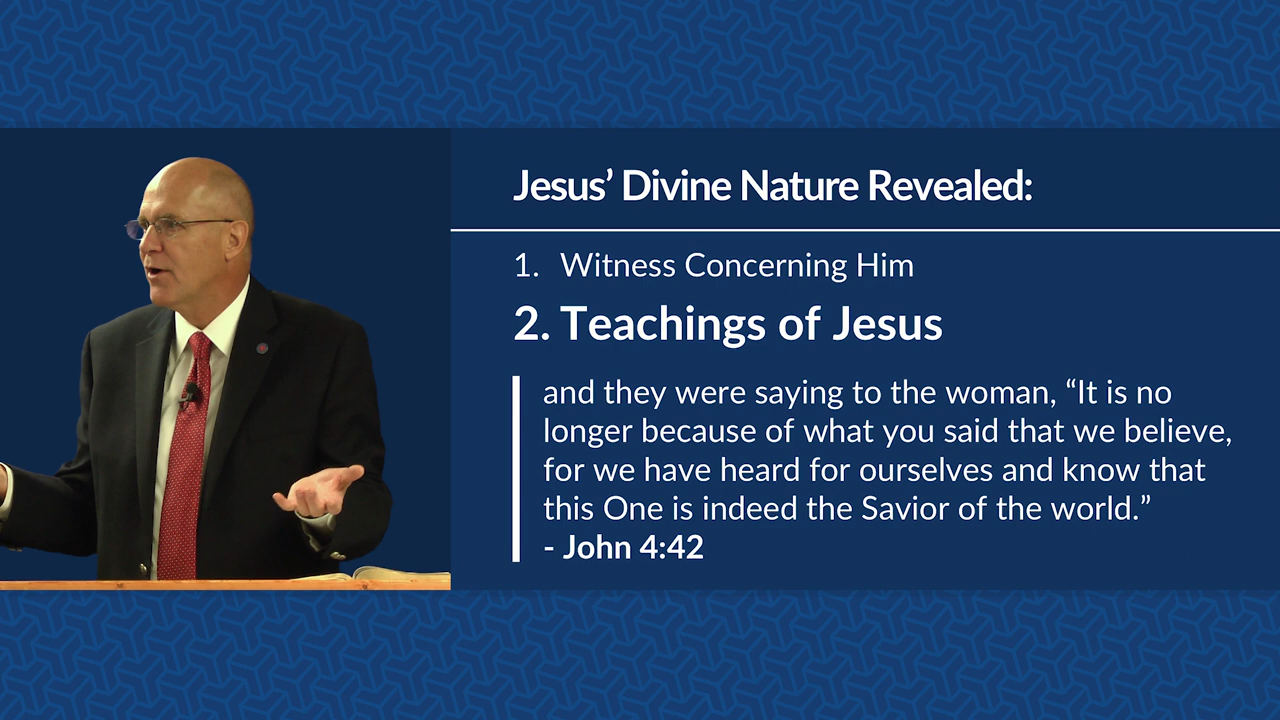 Jesus’ Divine Nature Revealed:
1. Witness Concerning Him
2. Teachings of Jesus
and they were saying to the woman, “It is no
longer because of what you said that we believe,
for we have heard for ourselves and know that
this One is indeed the Savior of the world.”
- John 4:42